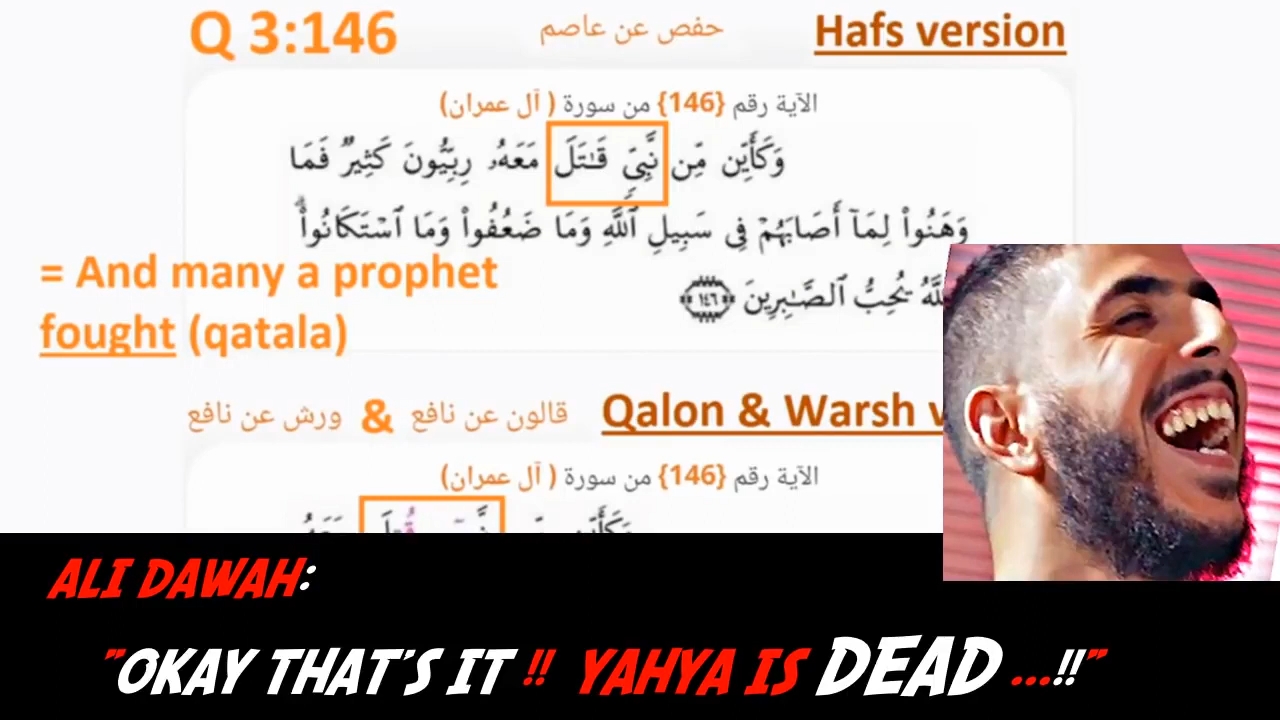 Q 3:146 حفص عن عاصم Hafs version
الآية رقم {146} من سورة ( آل عمران)
وَكَأَيِّن مِّن نَّبِىٍّ قَـٰتَلَ مَعَهُۥ رِبِّيُّونَ كَثِيرٌ فَمَا
وَهَنُوا۟ لِمَآ أَصَابَهُمْ فِى سَبِيلِ ٱللَّهِ وَمَا ضَعُفُوا۟ وَمَا ٱسْتَكَانُوا۟ ۗ
يُحِبُّ ٱلصَّـٰبِرِينَ ١٤٦
= And many a prophet
fought (qatala)
ورش عن نافع & قالون عن نافع Qalon & Warsh
الآية رقم {146} من سورة ( آل عمران)
ALI DAWAH:
"OKAY THAT'S IT !! YAHYA IS DEAD ...!!"